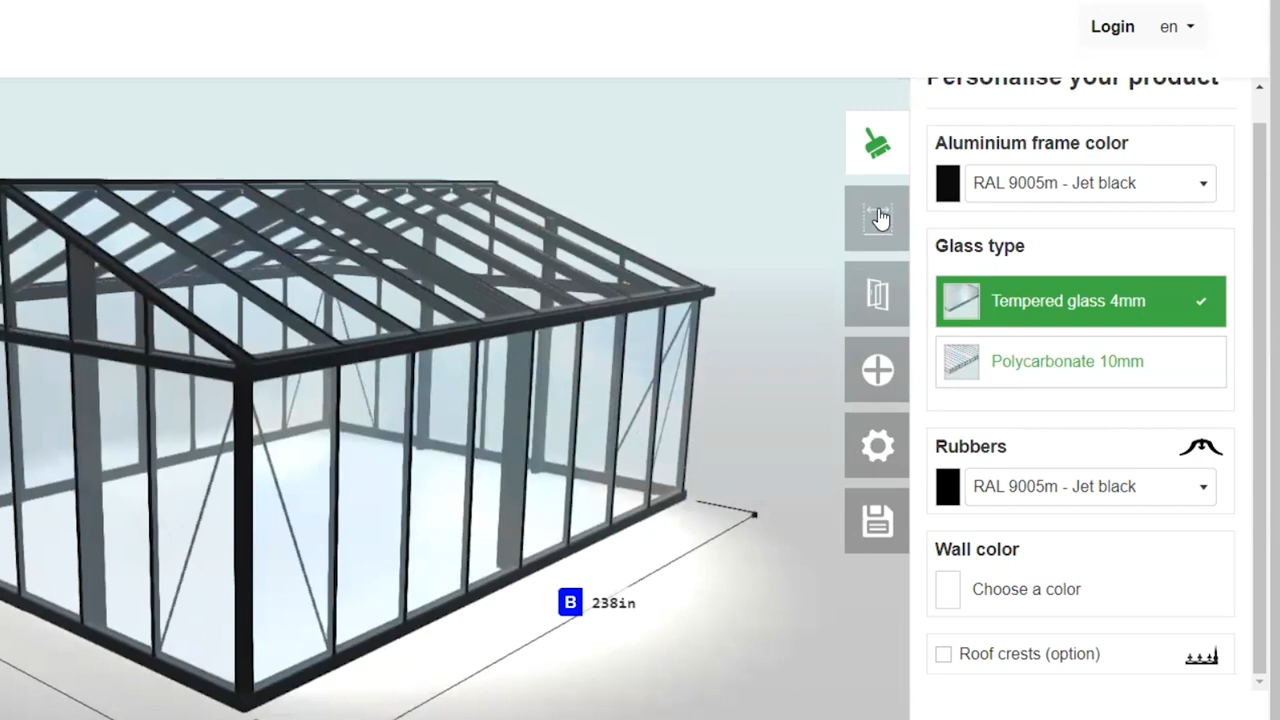 Login en
Personalise your product
Aluminium frame color
RAL 9005m - Jet black
Glass type
Tempered glass 4mm
Polycarbonate 10mm
Rubbers
RAL 9005m - Jet black
Wall color
Choose a color
Roof crests (option)
B 238in